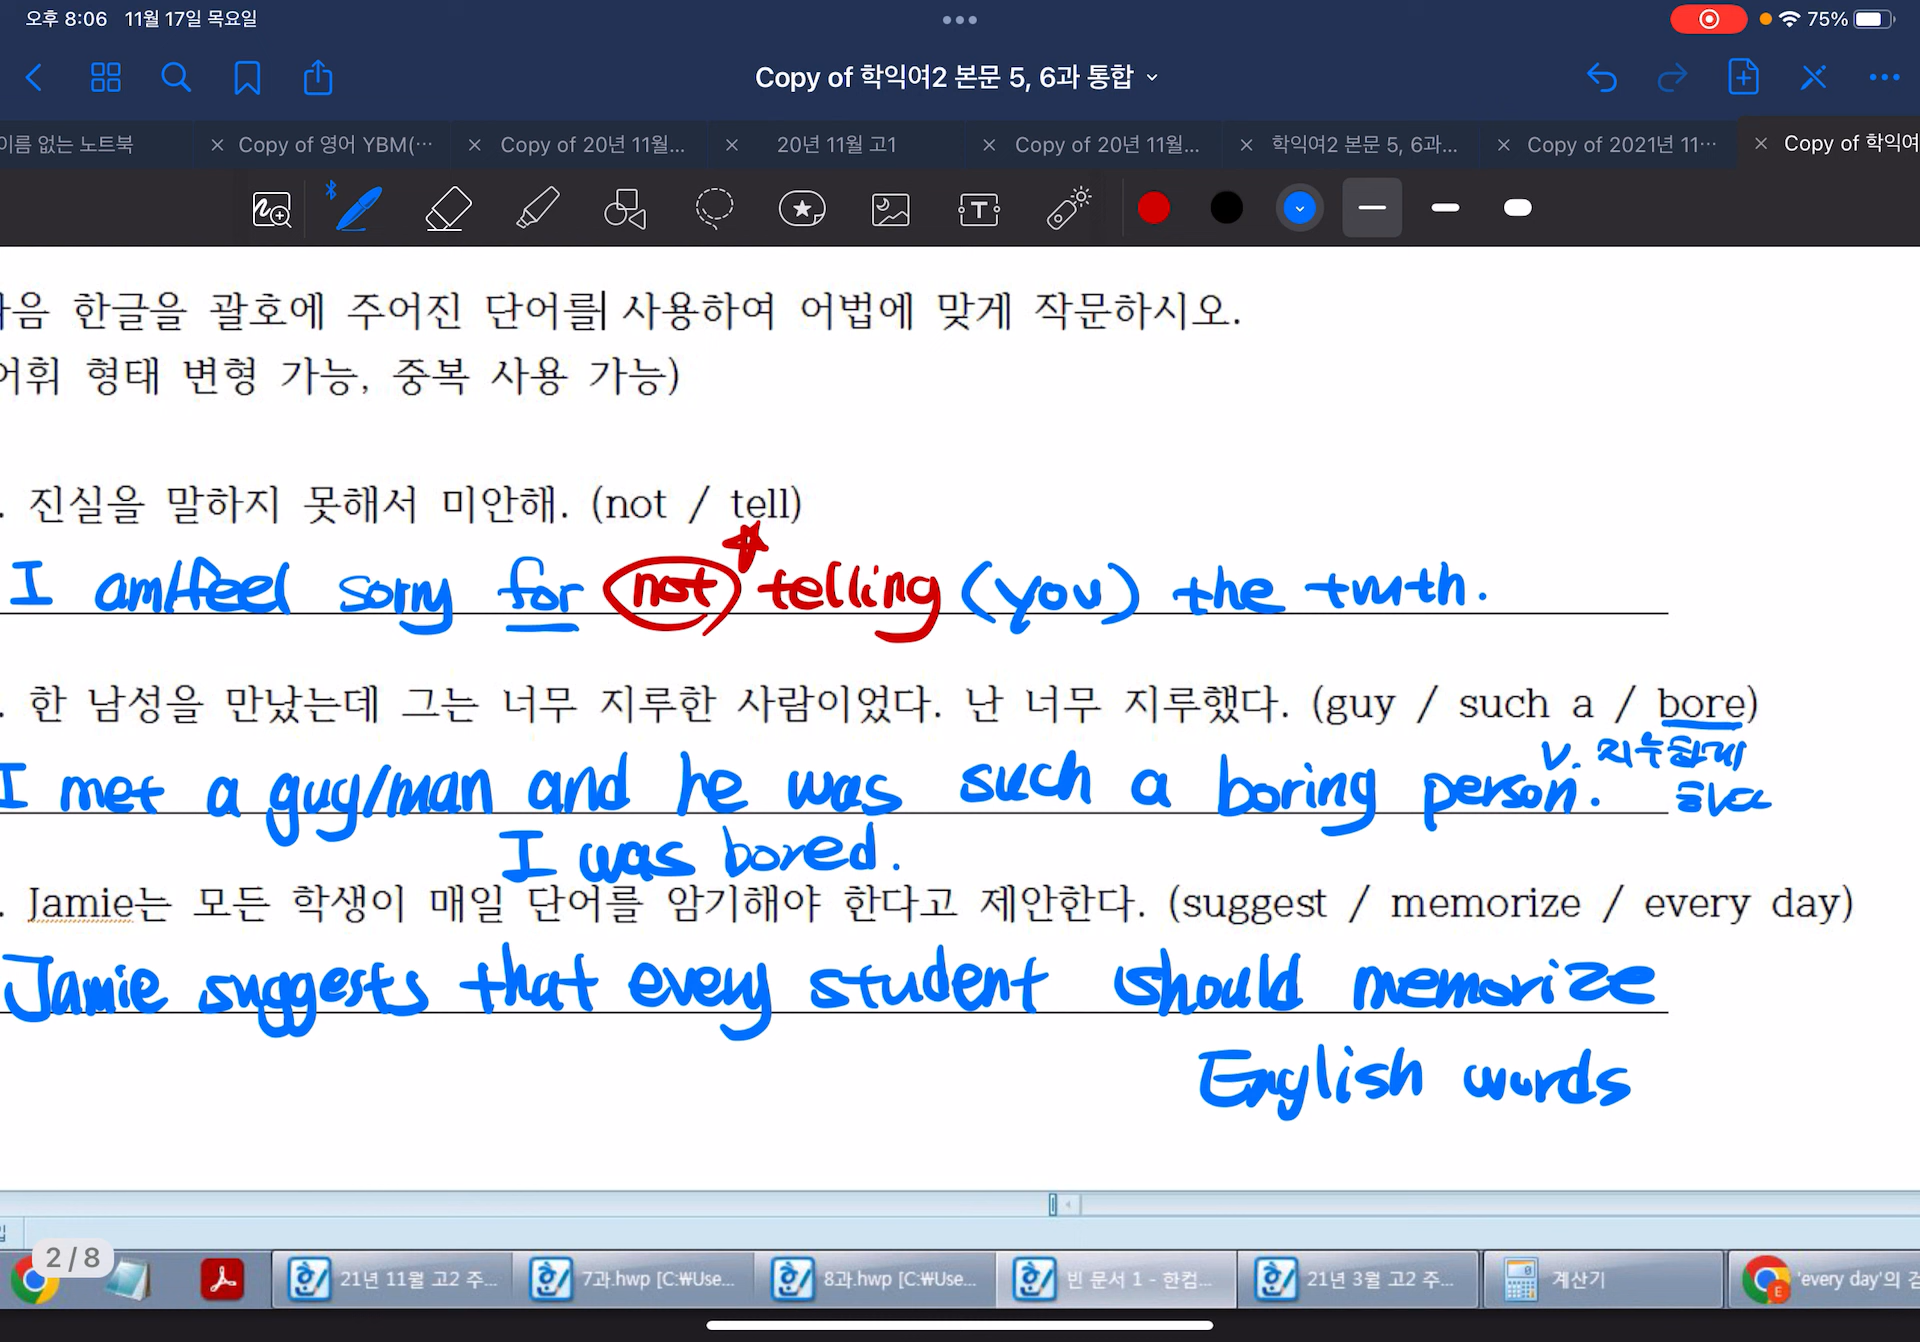 오후 8:06 11월 17일 목요일
75%
Copy of 학익여2 본문 5, 6과 통합
이름 없는 노트북
Copy of 영어 YBM(…
Copy of 20년 11월...
20년 11월 고1
Copy of 20년 11월...
학익여2 본문 5, 6과...
Copy of 2021년 11…
Copy of 학익여
다음 한글을 괄호에 주어진 단어를 사용하여 어법에 맞게 작문하시오.
어휘 형태 변형 가능, 중복 사용 가능)
. 진실을 말하지 못해서 미안해. (not / tell)
I am/feel sorry for not telling (you) the truth.
. 한 남성을 만났는데 그는 너무 지루한 사람이었다. 난 너무 지루했다. (guy / such a / bore)
v. 지루하게
하다
I met a guy/man and he was such a boring person.
I was bored.
. Jamie는 모든 학생이 매일 단어를 암기해야 한다고 제안한다. (suggest / memorize / every day)
Jamie suggests that every student should memorize
English words
2/8
21년 11월 고2 주...
7과.hwp [C:₩Use...
8과.hwp [C:₩Use...
빈 문서 1 - 한컴...
21년 3월 고2 주...
계산기
'every day'의 검